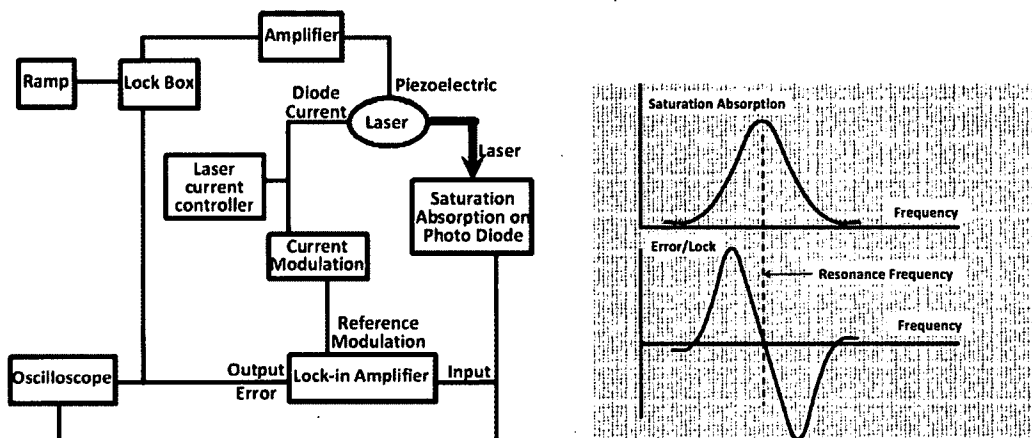 Amplifier
Ramp
Lock Box
Diode
Current
Piezoelectric
Laser
Laser
Laser
current
controller
Saturation
Absorption on
Photo Diode
Current
Modulation
Reference
Modulation
Oscilloscope
Output
Error
Lock-in Amplifier
Input
Saturation Absorption
Frequency
Error/Lock
Resonance Frequency
Frequency